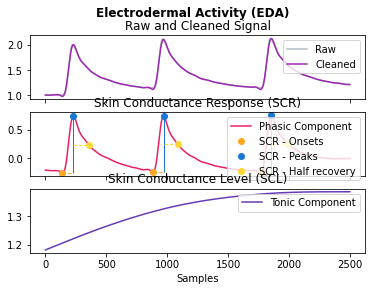 Electrodermal Activity (EDA)
Raw and Cleaned Signal
2.0
1.5
1.0
Raw
Cleaned
Skin Conductance Response (SCR)
0.5
0.0
Phasic Component
SCR - Onsets
SCR - Peaks
SCR - Half recovery
Skin Conductance Level (SCL)
1.3
1.2
Tonic Component
0 500 1000 1500 2000 2500
Samples